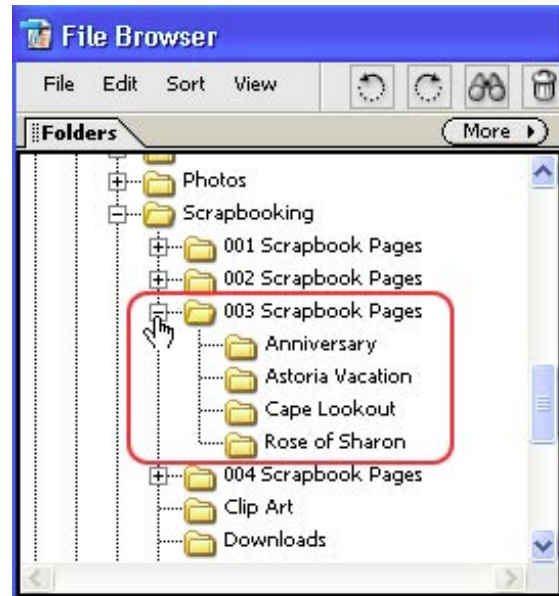 File Browser
File Edit Sort View
Folders More
Photos
Scrapbooking
001 Scrapbook Pages
002 Scrapbook Pages
003 Scrapbook Pages
Anniversary
Astoria Vacation
Cape Lookout
Rose of Sharon
004 Scrapbook Pages
Clip Art
Downloads